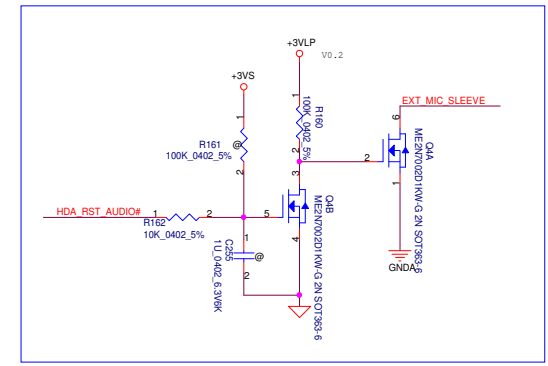 +3VLP
V0.2
+3VS
1
R160
100K_0402_5%
2
EXT_MIC_SLEEVE
6
Q4A
ME2N7002D1KW-G 2N SOT363-6
2
1
GNDA
1
@
R161
100K_0402_5%
2
3
Q4B
ME2N7002D1KW-G 2N SOT363-6
5
4
HDA_RST_AUDIO#
1
2
R162
10K_0402_5%
1
C255
1U_0402_6.3V6K
@
2